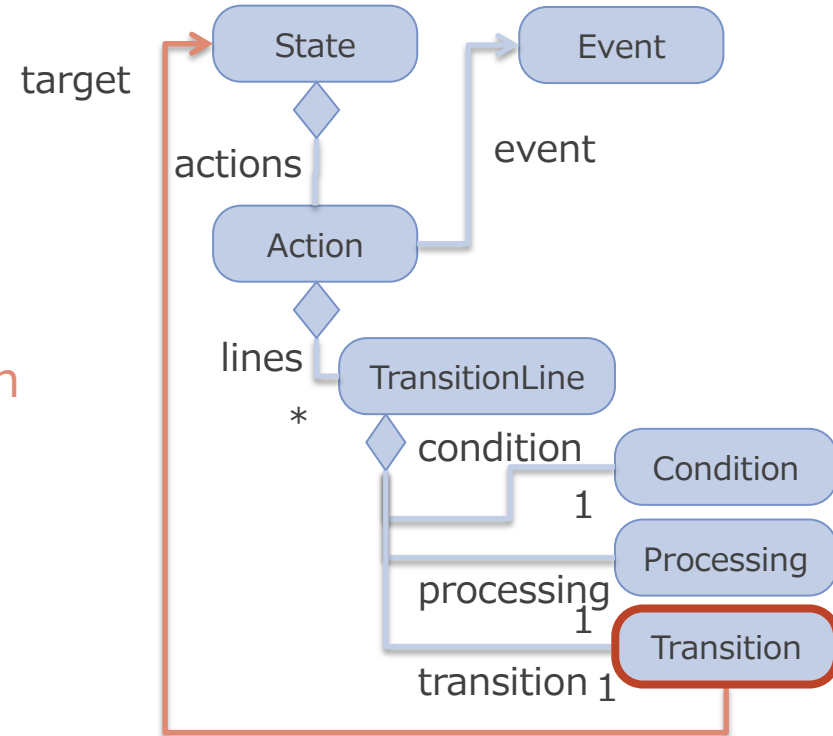 State
Event
target
event
actions
Action
lines
TransitionLine
n
*
condition
Condition
1
Processing
processing
1
Transition
transition 1